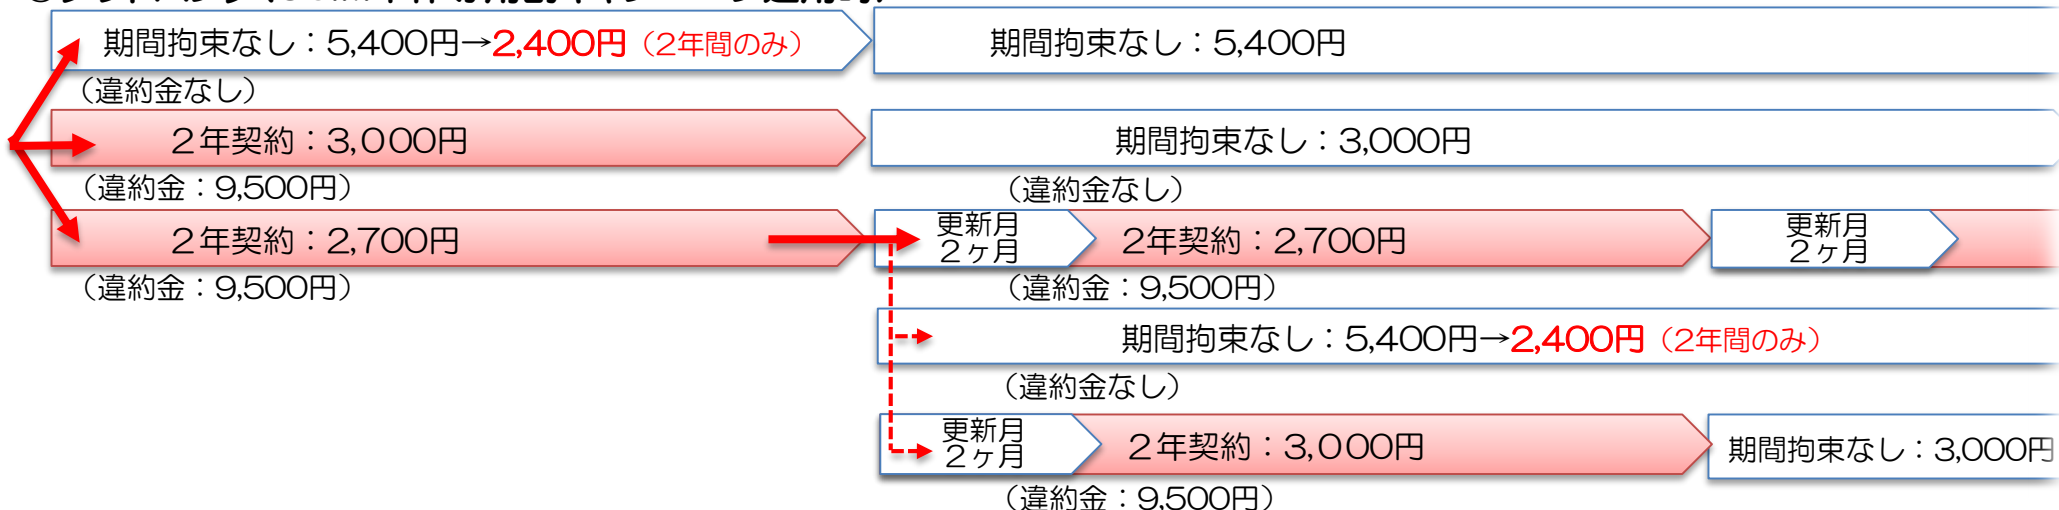 期間拘束なし：5,400円→2,400円（2年間のみ）
期間拘束なし：5,400円
（違約金なし）
２年契約：3,000円
期間拘束なし：3,000円
（違約金：9,500円）
（違約金なし）
２年契約：2,700円
更新月
２ヶ月
2年契約：2,700円
更新月
２ヶ月
（違約金：9,500円）
（違約金：9,500円）
期間拘束なし：5,400円→2,400円（2年間のみ）
（違約金なし）
更新月
２ヶ月
２年契約：3,000円
期間拘束なし：3,000円
（違約金：9,500円）